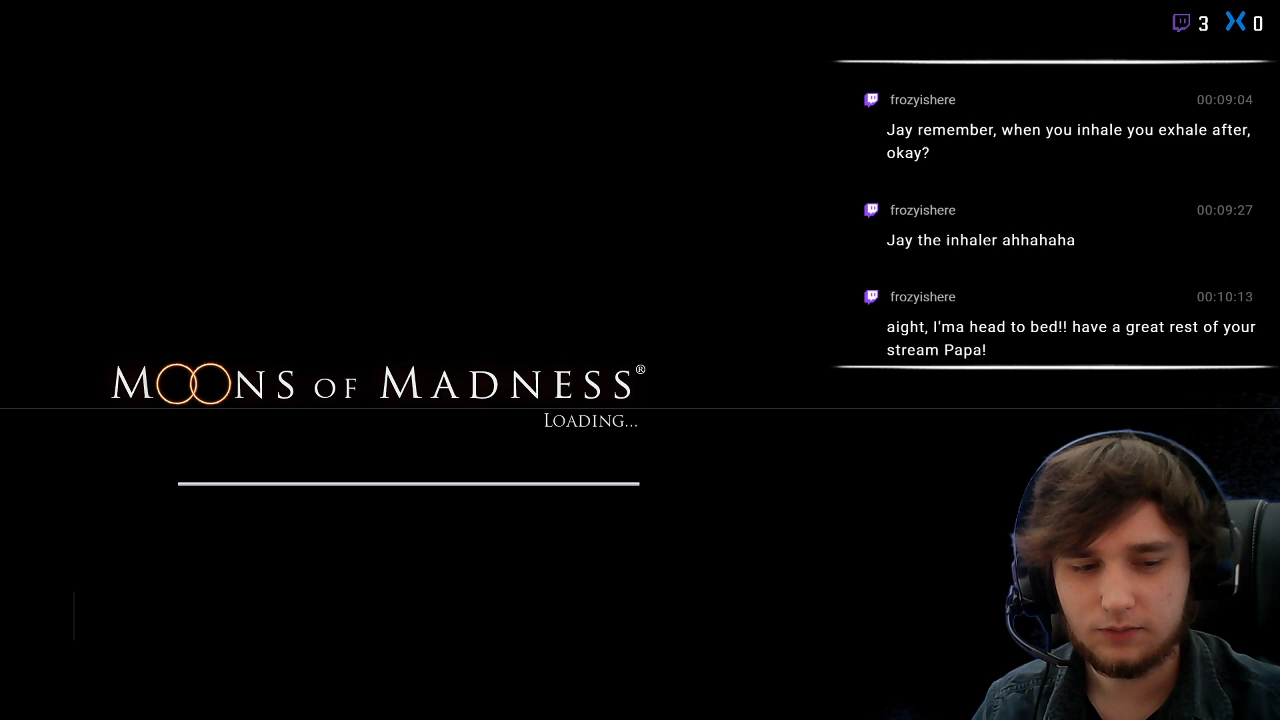 3 0
frozyishere 00:09:04
Jay remember, when you inhale you exhale after,
okay?
frozyishere 00:09:27
Jay the inhaler ahhahaha
frozyishere 00:10:13
aight, I'ma head to bed!! have a great rest of your
stream Papa!
MOONS OF MADNESS®
LOADING...